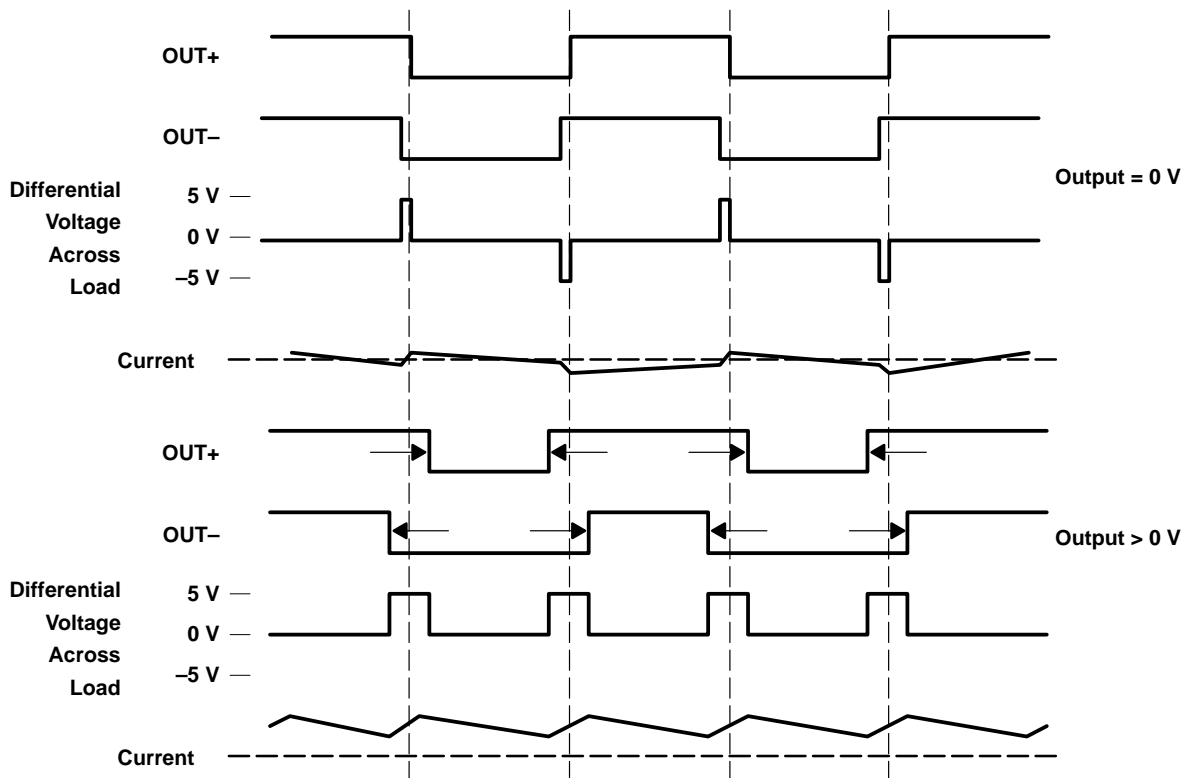 OUT+
OUT–
Output = 0 V
Differential
Voltage
Across
Load
5 V
0 V
–5 V
Current
OUT+
OUT–
Output > 0 V
Differential
Voltage
Across
Load
5 V
0 V
–5 V
Current